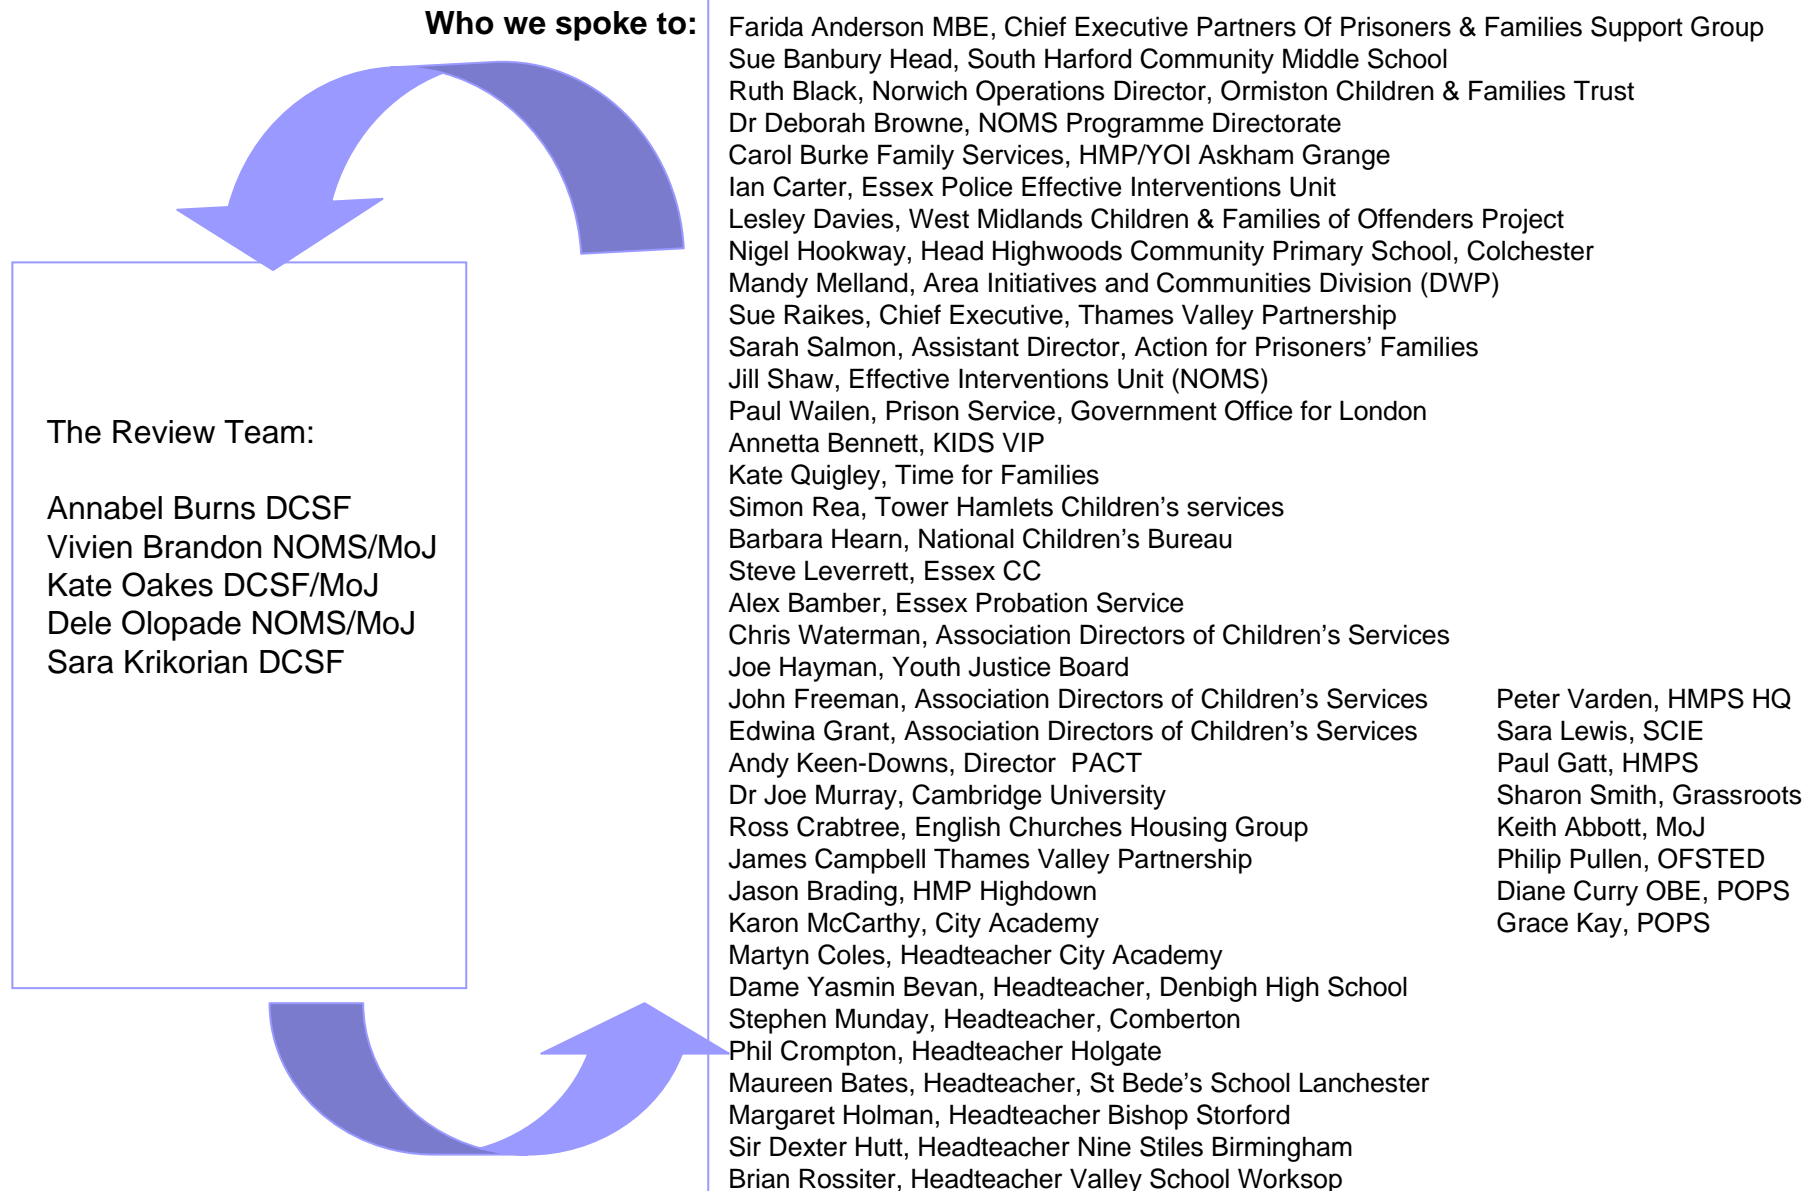 Who we spoke to:
Farida Anderson MBE, Chief Executive Partners Of Prisoners & Families Support Group
Sue Banbury Head, South Harford Community Middle School
Ruth Black, Norwich Operations Director, Ormiston Children & Families Trust
Dr Deborah Browne, NOMS Programme Directorate
Carol Burke Family Services, HMP/YOI Askham Grange
Ian Carter, Essex Police Effective Interventions Unit
Lesley Davies, West Midlands Children & Families of Offenders Project
Nigel Hookway, Head Highwoods Community Primary School, Colchester
Mandy Melland, Area Initiatives and Communities Division (DWP)
Sue Raikes, Chief Executive, Thames Valley Partnership
Sarah Salmon, Assistant Director, Action for Prisoners’ Families
Jill Shaw, Effective Interventions Unit (NOMS)
Paul Wailen, Prison Service, Government Office for London
Annetta Bennett, KIDS VIP
Kate Quigley, Time for Families
Simon Rea, Tower Hamlets Children’s services
Barbara Hearn, National Children’s Bureau
Steve Leverrett, Essex CC
Alex Bamber, Essex Probation Service
Chris Waterman, Association Directors of Children’s Services
Joe Hayman, Youth Justice Board
John Freeman, Association Directors of Children’s Services
Edwina Grant, Association Directors of Children’s Services
Andy Keen-Downs, Director  PACT
Dr Joe Murray, Cambridge University
Ross Crabtree, English Churches Housing Group
James Campbell Thames Valley Partnership
Jason Brading, HMP Highdown
Karon McCarthy, City Academy
Martyn Coles, Headteacher City Academy
Dame Yasmin Bevan, Headteacher, Denbigh High School
Stephen Munday, Headteacher, Comberton
Phil Crompton, Headteacher Holgate
Maureen Bates, Headteacher, St Bede’s School Lanchester
Margaret Holman, Headteacher Bishop Storford
Sir Dexter Hutt, Headteacher Nine Stiles Birmingham
Brian Rossiter, Headteacher Valley School Worksop
Peter Varden, HMPS HQ
Sara Lewis, SCIE
Paul Gatt, HMPS
Sharon Smith, Grassroots
Keith Abbott, MoJ
Philip Pullen, OFSTED
Diane Curry OBE, POPS
Grace Kay, POPS
The Review Team:
Annabel Burns DCSF
Vivien Brandon NOMS/MoJ
Kate Oakes DCSF/MoJ
Dele Olopade NOMS/MoJ
Sara Krikorian DCSF